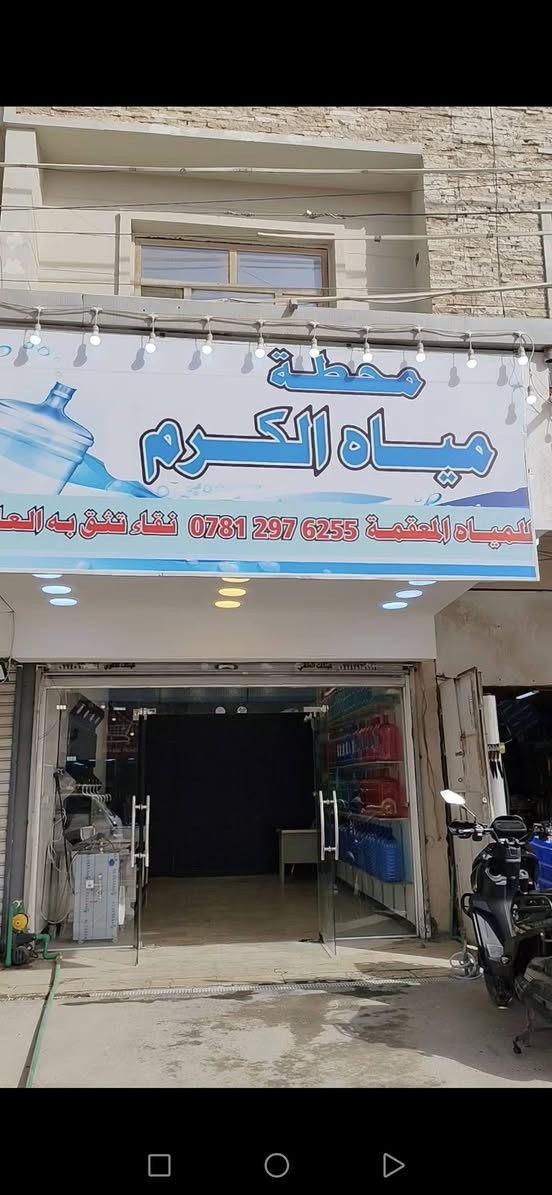 محطة
مياه الكرم
للمياه المعقمة 0781 297 6255 نقاء تثق به